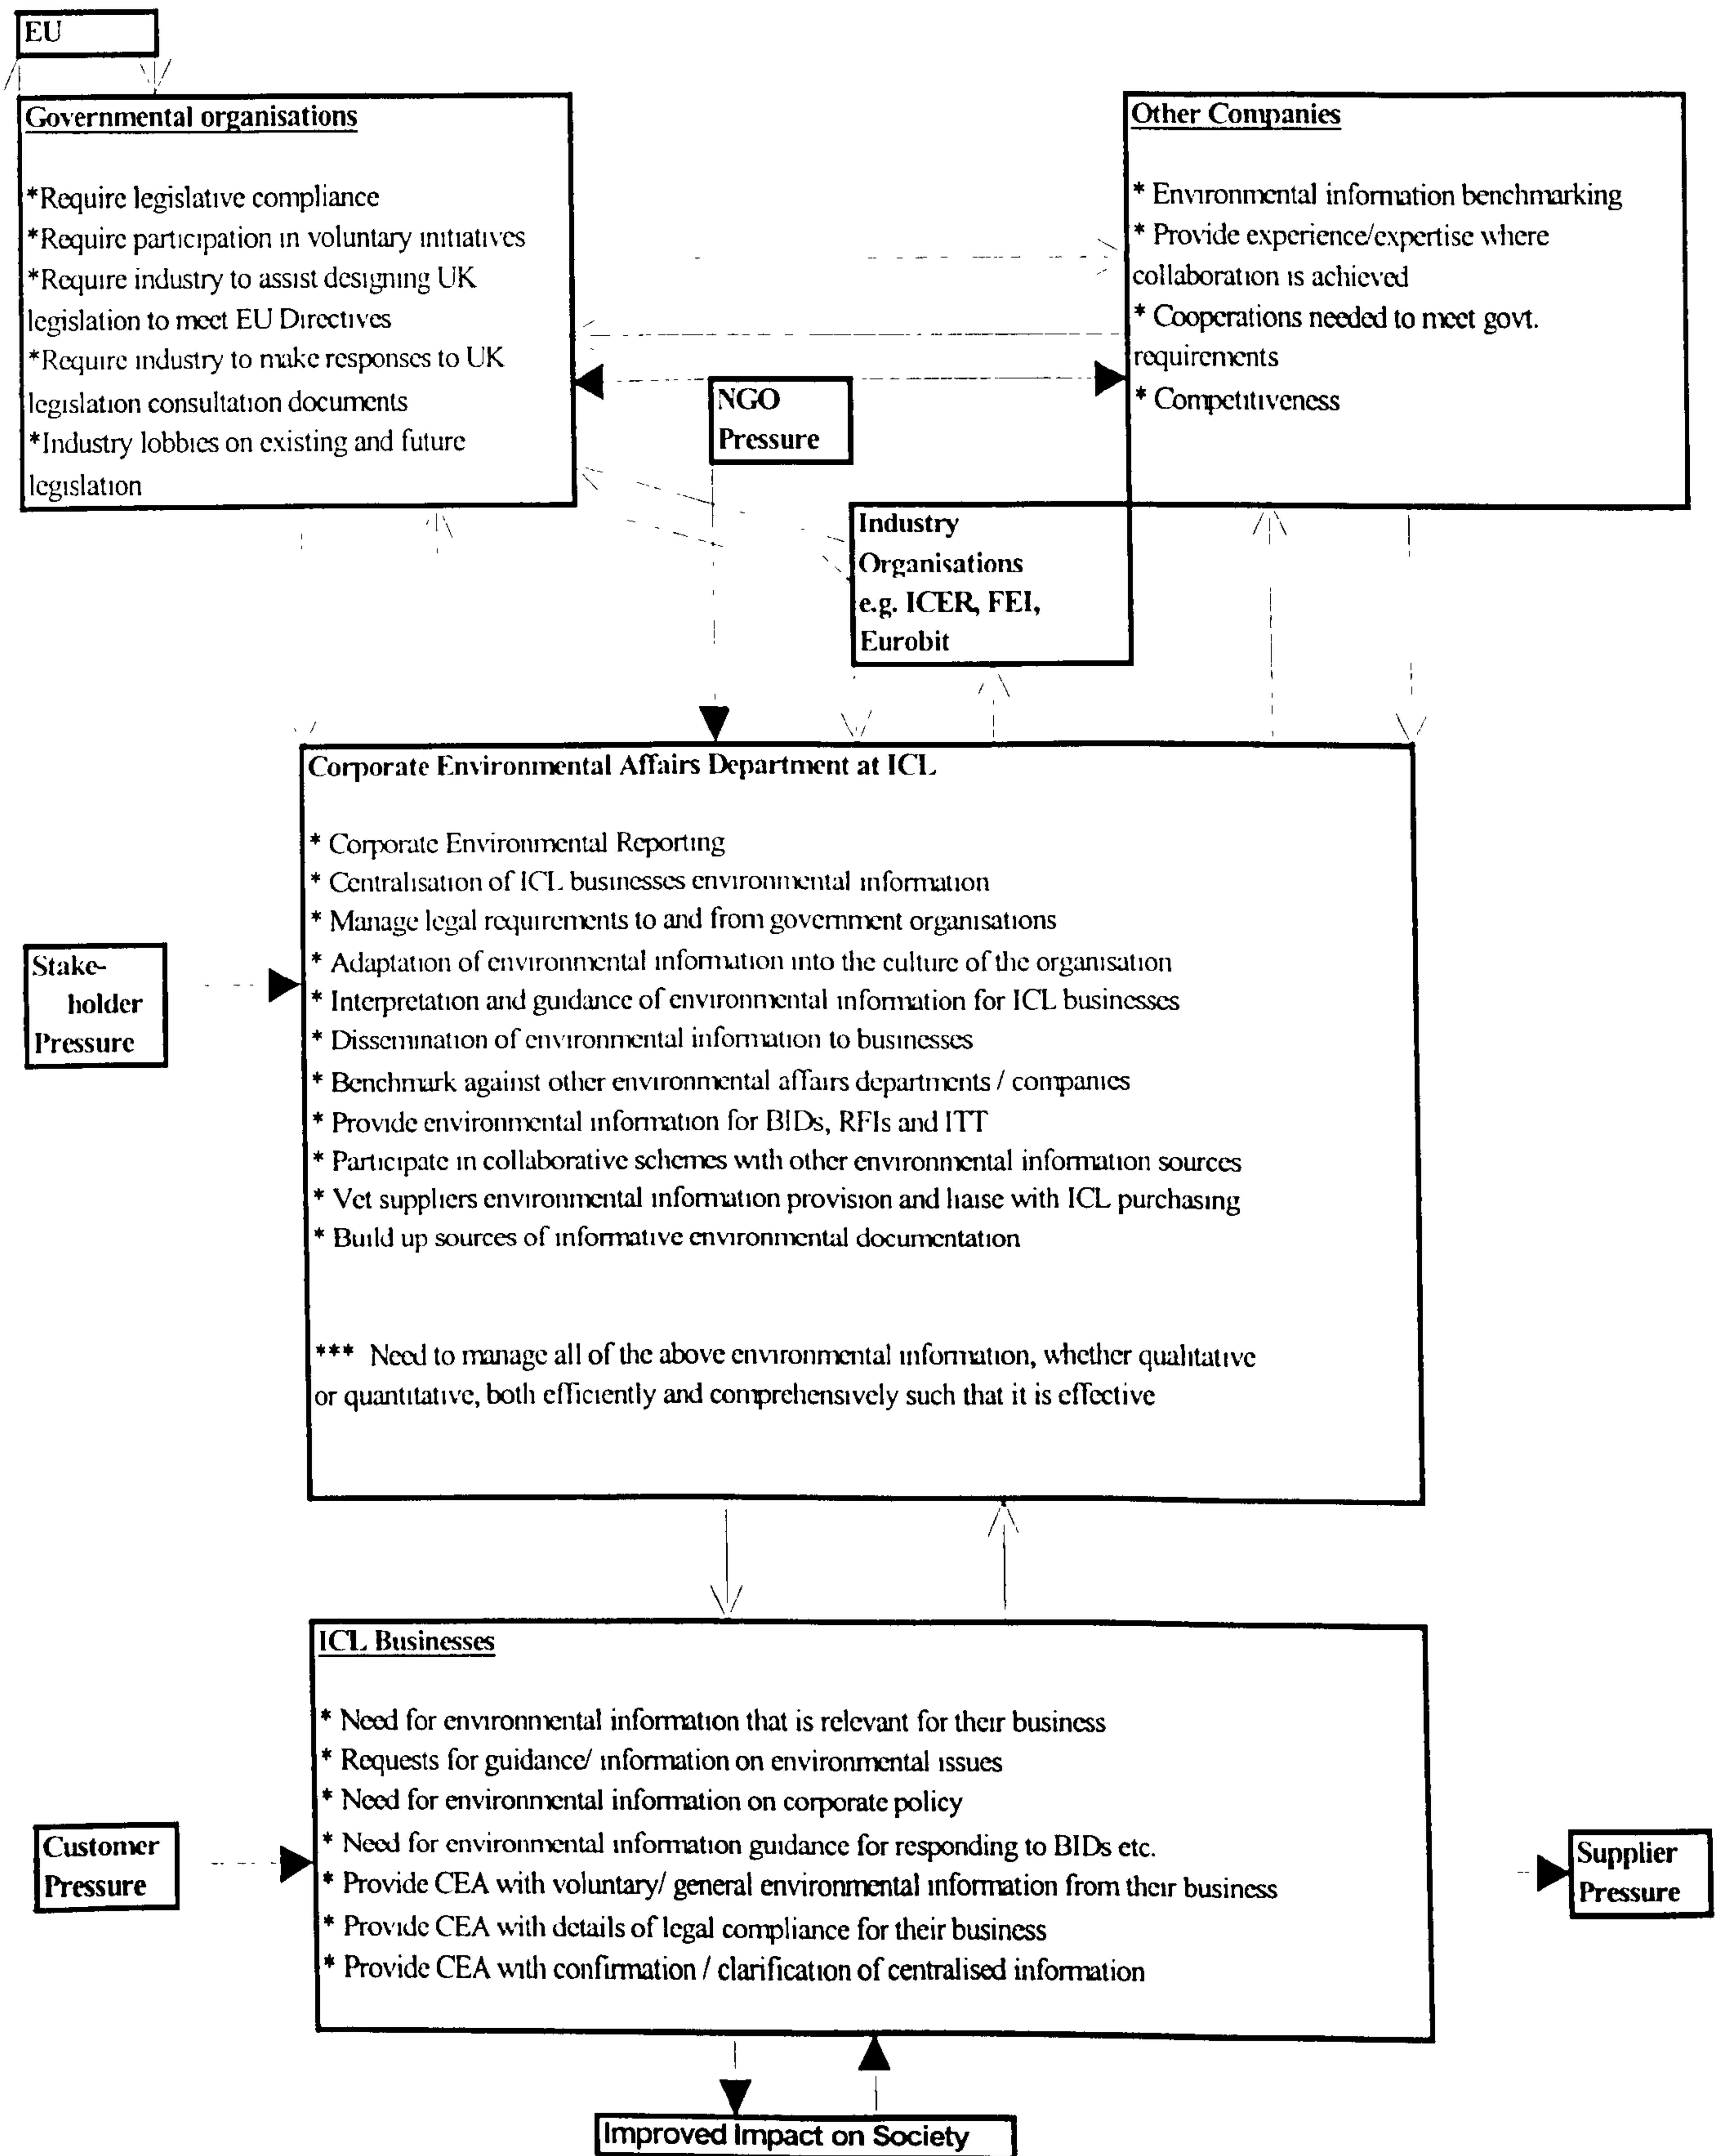 EU
Governmental organisations
*Require legislative compliance
*Require participation in voluntary initiatives
*Require industry to assist designing UK
legislation to meet EU Directives
*Require industry to make responses to UK
legislation consultation documents
*Industry lobbies on existing and future
legislation
Other Companies
* Environmental information benchmarking
* Provide experience/expertise where
collaboration is achieved
* Cooperations needed to meet govt.
requirements
* Competitiveness
NGO
Pressure
Industry
Organisations
e.g. ICER, FEI,
Eurobit
Corporate Environmental Affairs Department at ICL
* Corporate Environmental Reporting
* Centralisation of ICL businesses environmental information
* Manage legal requirements to and from government organisations
* Adaptation of environmental information into the culture of the organisation
* Interpretation and guidance of environmental information for ICL businesses
* Dissemination of environmental information to businesses
* Benchmark against other environmental affairs departments / companies
* Provide environmental information for BIDs, RFIs and ITT
* Participate in collaborative schemes with other environmental information sources
* Vet suppliers environmental information provision and liaise with ICL purchasing
* Build up sources of informative environmental documentation
*** Need to manage all of the above environmental information, whether qualitative
or quantitative, both efficiently and comprehensively such that it is effective
Stake-
holder
Pressure
ICL Businesses
* Need for environmental information that is relevant for their business
* Requests for guidance/ information on environmental issues
* Need for environmental information on corporate policy
* Need for environmental information guidance for responding to BIDs etc.
* Provide CEA with voluntary/ general environmental information from their business
* Provide CEA with details of legal compliance for their business
* Provide CEA with confirmation / clarification of centralised information
Customer
Pressure
Supplier
Pressure
Improved Impact on Society